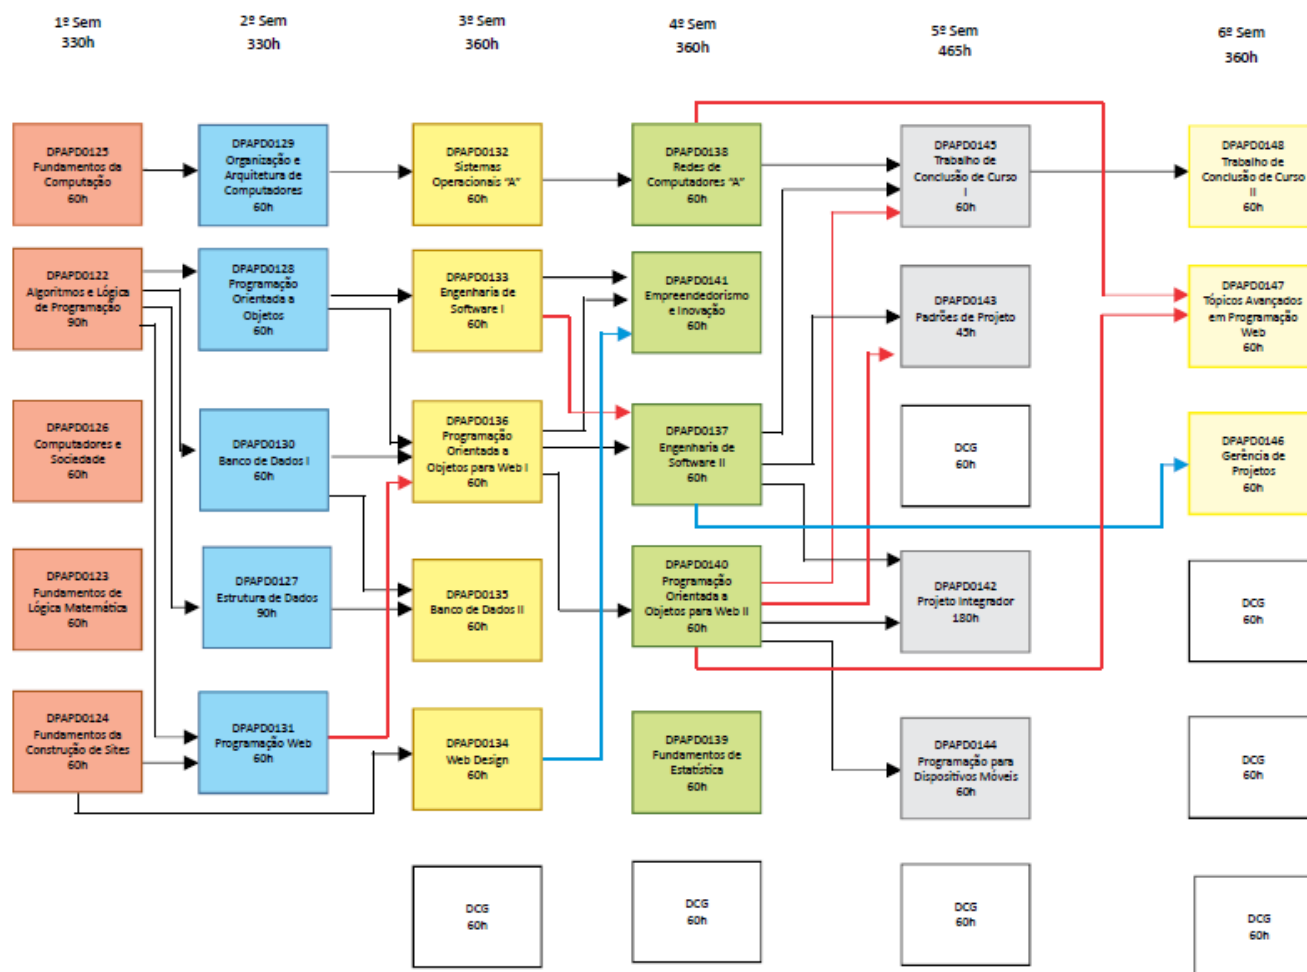 1º Sem
330h
2º Sem
330h
3º Sem
360h
4º Sem
360h
5º Sem
465h
6º Sem
360h
DPAPD0125
Fundamentos da
Computação
60h
DPAPD0122
Algoritmos e Lógica
de Programação
90h
DPAPD0126
Computadores e
Sociedade
60h
DPAPD0123
Fundamentos de
Lógica Matemática
60h
DPAPD0124
Fundamentos da
Construção de Sites
60h
DPAPD0129
Organização e
Arquitetura de
Computadores
60h
DPAPD0128
Programação
Orientada a
Objetos
60h
DPAPD0130
Banco de Dados I
60h
DPAPD0127
Estrutura de Dados
90h
DPAPD0131
Programação Web
60h
DPAPD0132
Sistemas
Operacionais "A"
60h
DPAPD0133
Engenharia de
Software I
60h
DPAPD0136
Programação
Orientada a
Objetos para Web I
60h
DPAPD0135
Banco de Dados II
60h
DPAPD0134
Web Design
60h
DCG
60h
DPAPD0138
Redes de
Computadores "A"
60h
DPAPD0141
Empreendedorismo
e Inovação
60h
DPAPD0137
Engenharia de
Software II
60h
DPAPD0140
Programação
Orientada a
Objetos para Web II
60h
DPAPD0139
Fundamentos de
Estatística
60h
DCG
60h
DPAPD0145
Trabalho de
Conclusão de Curso
I
60h
DPAPD0143
Padrões de Projeto
45h
DCG
60h
DPAPD0142
Projeto Integrador
180h
DPAPD0144
Programação para
Dispositivos Móveis
60h
DCG
60h
DPAPD0148
Trabalho de
Conclusão de Curso
II
60h
DPAPD0147
Tópicos Avançados
em Programação
Web
60h
DPAPD0146
Gerência de
Projetos
60h
DCG
60h
DCG
60h
DCG
60h